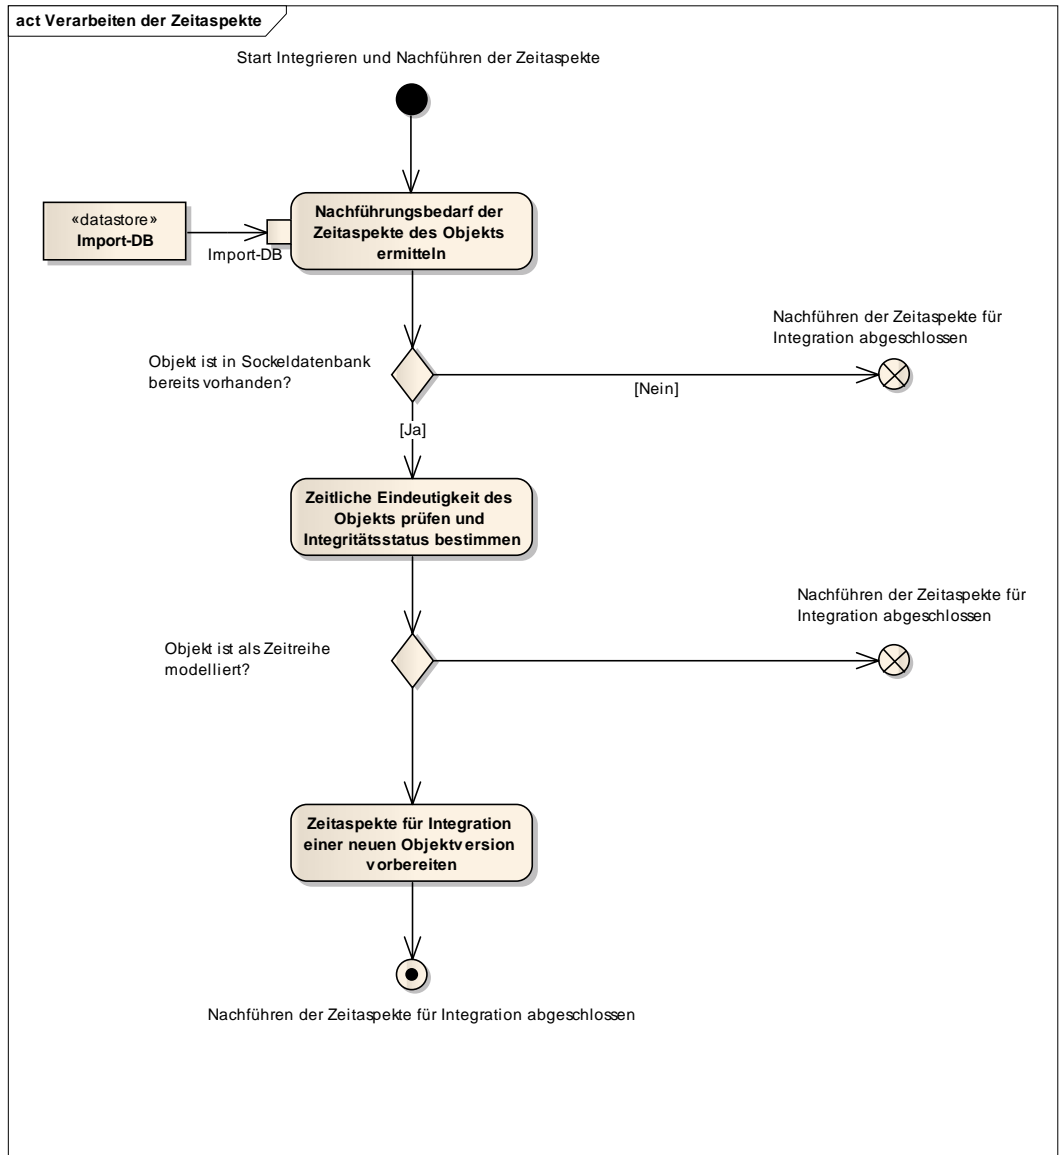 act Verarbeiten der Zeitaspekte
Start Integrieren und Nachführen der Zeitaspekte
«datastore»
Import-DB
Import-DB
Nachführungsbedarf der
Zeitaspekte des Objekts
ermitteln
Nachführen der Zeitaspekte für
Integration abgeschlossen
Objekt ist in Sockeldatenbank
bereits vorhanden?
[Nein]
[Ja]
Zeitliche Eindeutigkeit des
Objekts prüfen und
Integritätsstatus bestimmen
Nachführen der Zeitaspekte für
Integration abgeschlossen
Objekt ist als Zeitreihe
modelliert?
Zeitaspekte für Integration
einer neuen Objektversion
vorbereiten
Nachführen der Zeitaspekte für Integration abgeschlossen